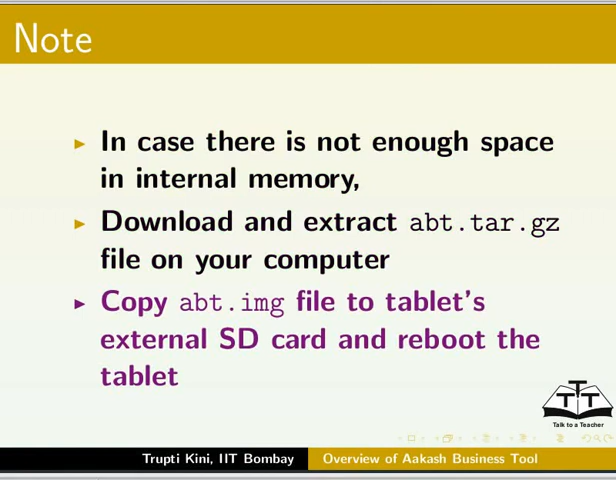 Note
In case there is not enough space
in internal memory,
Download and extract abt.tar.gz
file on your computer
Copy abt.img file to tablet's
external SD card and reboot the
tablet
T T T
Talk to a Teacher
Trupti Kini, IIT Bombay
Overview of Aakash Business Tool